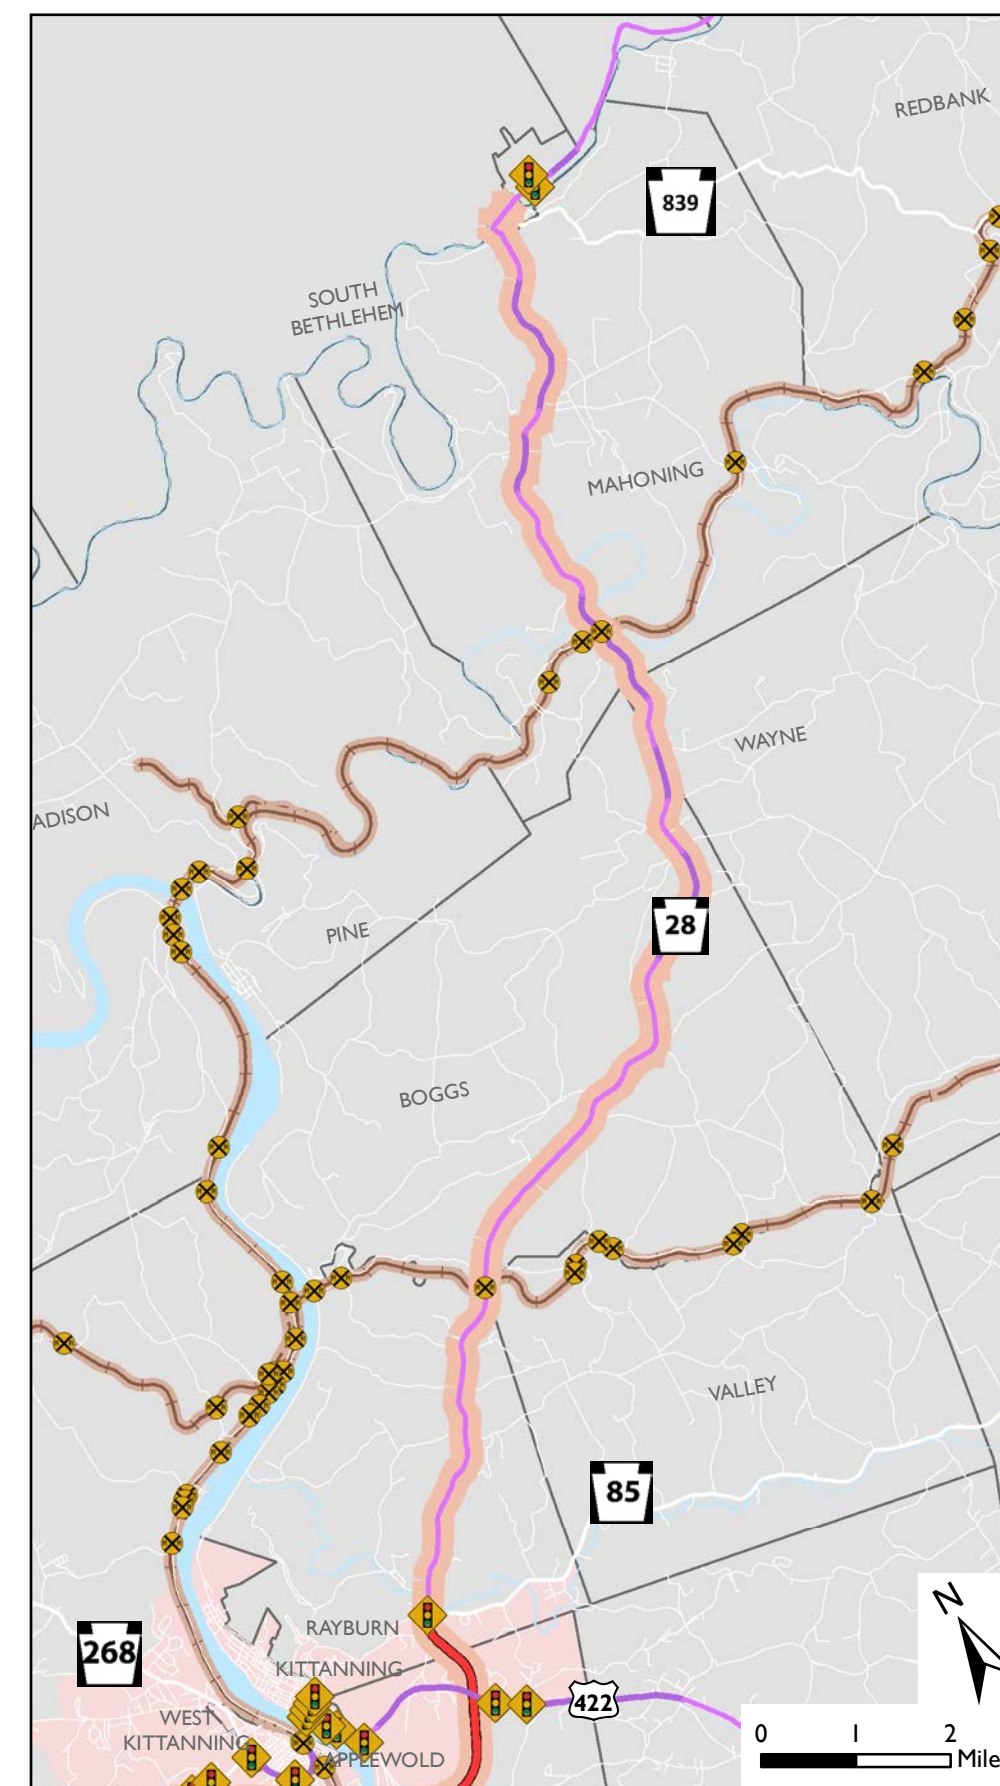 REDBANK
839
SOUTH
BETHLEHEM
MAHONING
WAYNE
ADISON
28
PINE
BOGGS
VALLEY
85
N
RAYBURN
268
KITTANNING
422
WEST
KITTANNING
APPLEWOLD
0 1 2
Mile